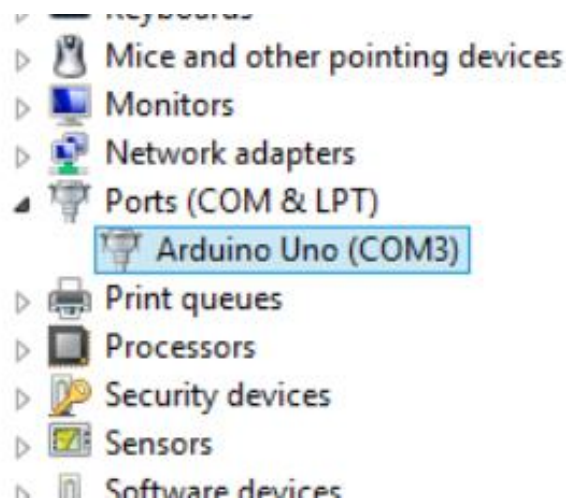 Keyboards
Mice and other pointing devices
Monitors
Network adapters
Ports (COM & LPT)
Arduino Uno (COM3)
Print queues
Processors
Security devices
Sensors
Software devices